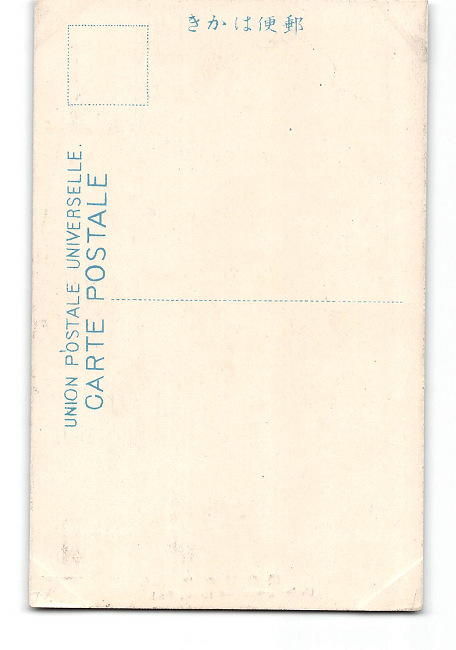 きかは便郵
UNION POSTALE UNIVERSELLE.
CARTE POSTALE